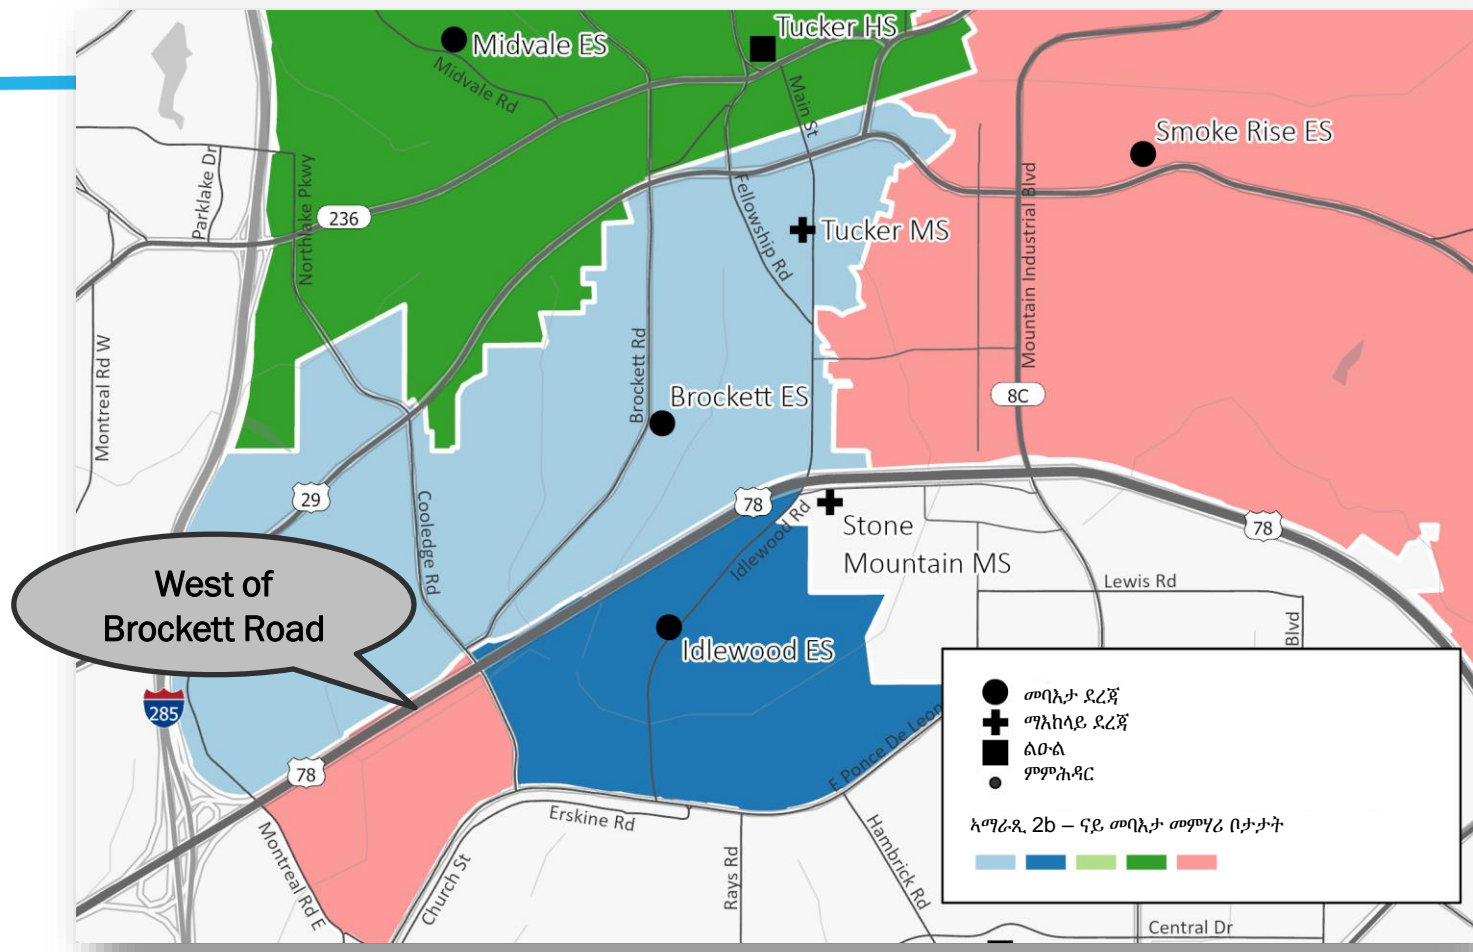 Midvale ES
Tucker HS
Midvale Rd
Main St
Smoke Rise ES
Parklake Dr
Northlake Pkwy
236
Fellowship Rd
Tucker MS
Mountain Industrial Blvd
Montreal Rd W
Brockett Rd
Brockett ES
8C
29
78
Cooledge Rd
Idlewood Rd
Stone
Mountain MS
78
West of
Brockett Road
Lewis Rd
Blvd
Idlewood ES
285
E Ponce De Leon
78
Erskine Rd
Montreal Rd E
Church St
Rays Rd
Hambrick Rd
መባእታ ደረጃ
ማእከላይ ደረጃ
ልዑል
ምምሕዳር
ኣማራጺ 2b – ናይ መባእታ መምሃሪ ቦታታት
Central Dr